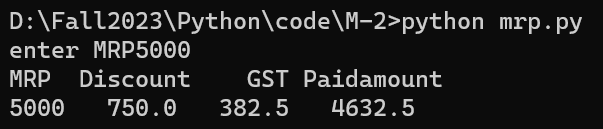 D:\Fall2023\Python\code\M-2>python mrp.py
enter MRP5000
MRP  Discount    GST Paidamount
5000   750.0   382.5   4632.5